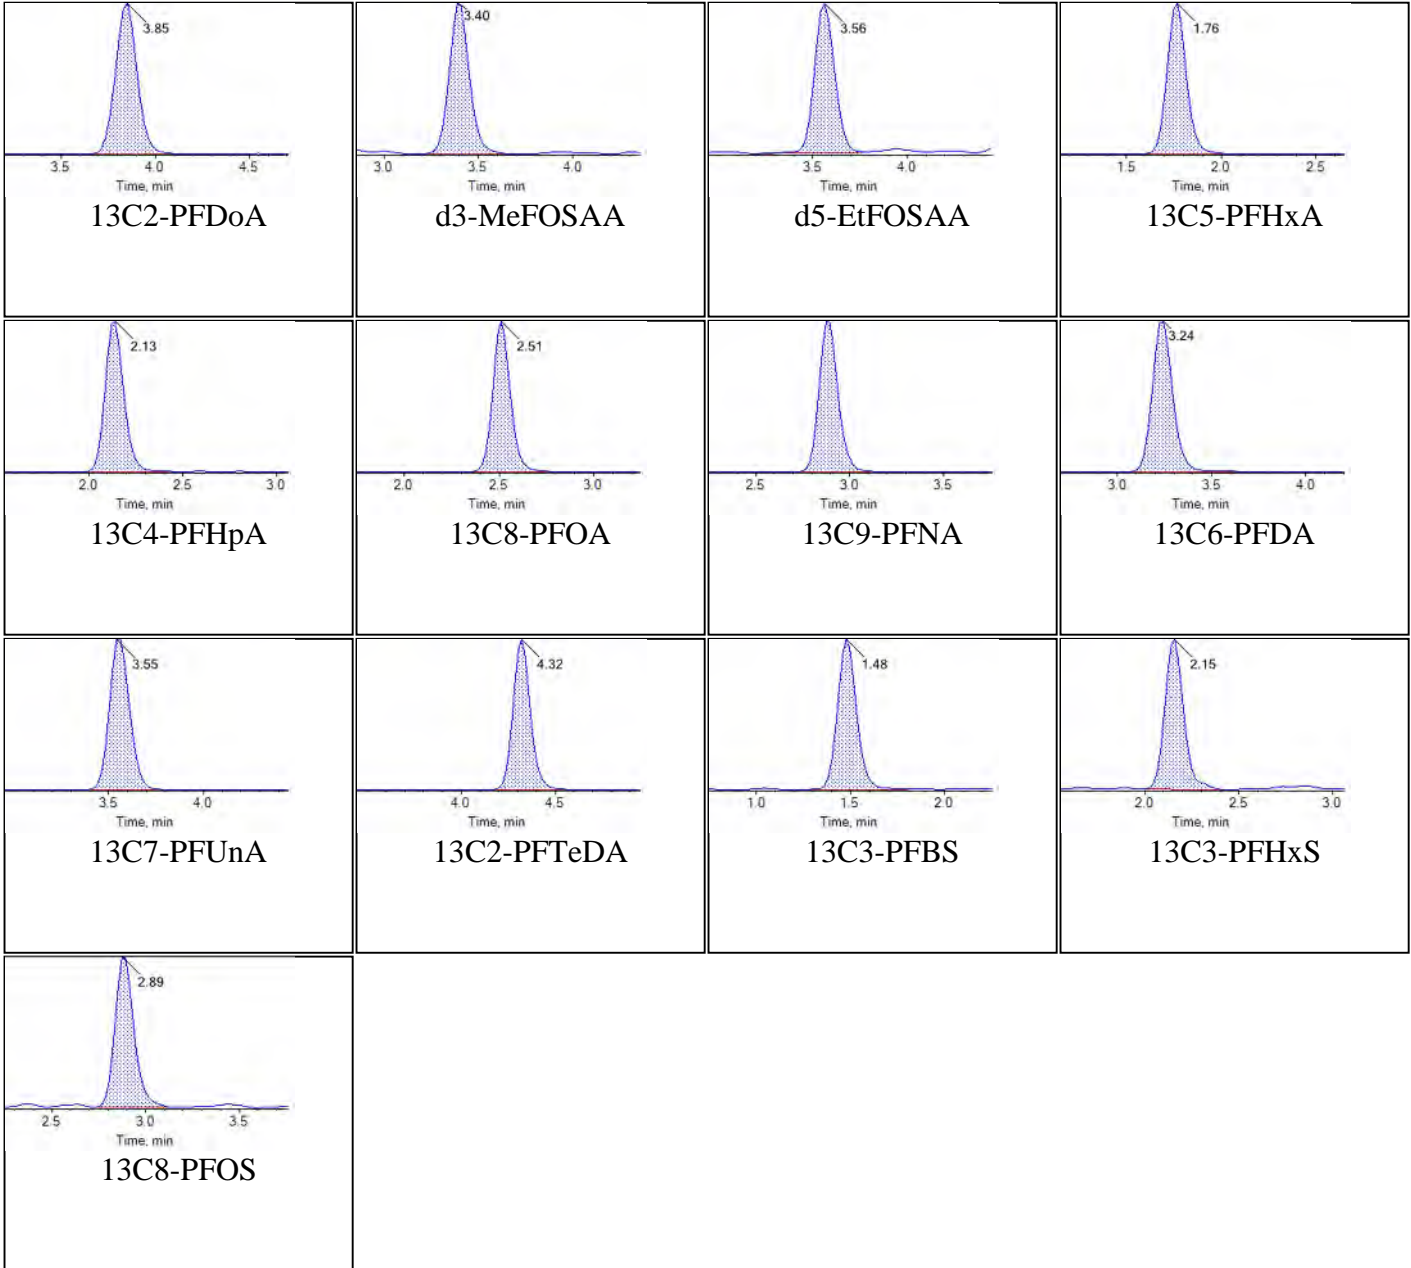 3.85
3.5 4.0 4.5
Time, min
13C2-PFDoA
3.40
3.0 3.5 4.0
Time, min
d3-MeFOSAA
3.56
3.5 4.0
Time, min
d5-EtFOSAA
1.76
1.5 2.0 2.5
Time, min
13C5-PFHxA
2.13
2.0 2.5 3.0
Time, min
13C4-PFHpA
2.51
2.0 2.5 3.0
Time, min
13C8-PFOA
2.5 3.0 3.5
Time, min
13C9-PFNA
3.24
3.0 3.5 4.0
Time, min
13C6-PFDA
3.55
3.5 4.0
Time, min
13C7-PFUnA
4.32
4.0 4.5
Time, min
13C2-PFTeDA
1.48
1.0 1.5 2.0
Time, min
13C3-PFBS
2.15
2.0 2.5 3.0
Time, min
13C3-PFHxS
2.89
2.5 3.0 3.5
Time, min
13C8-PFOS